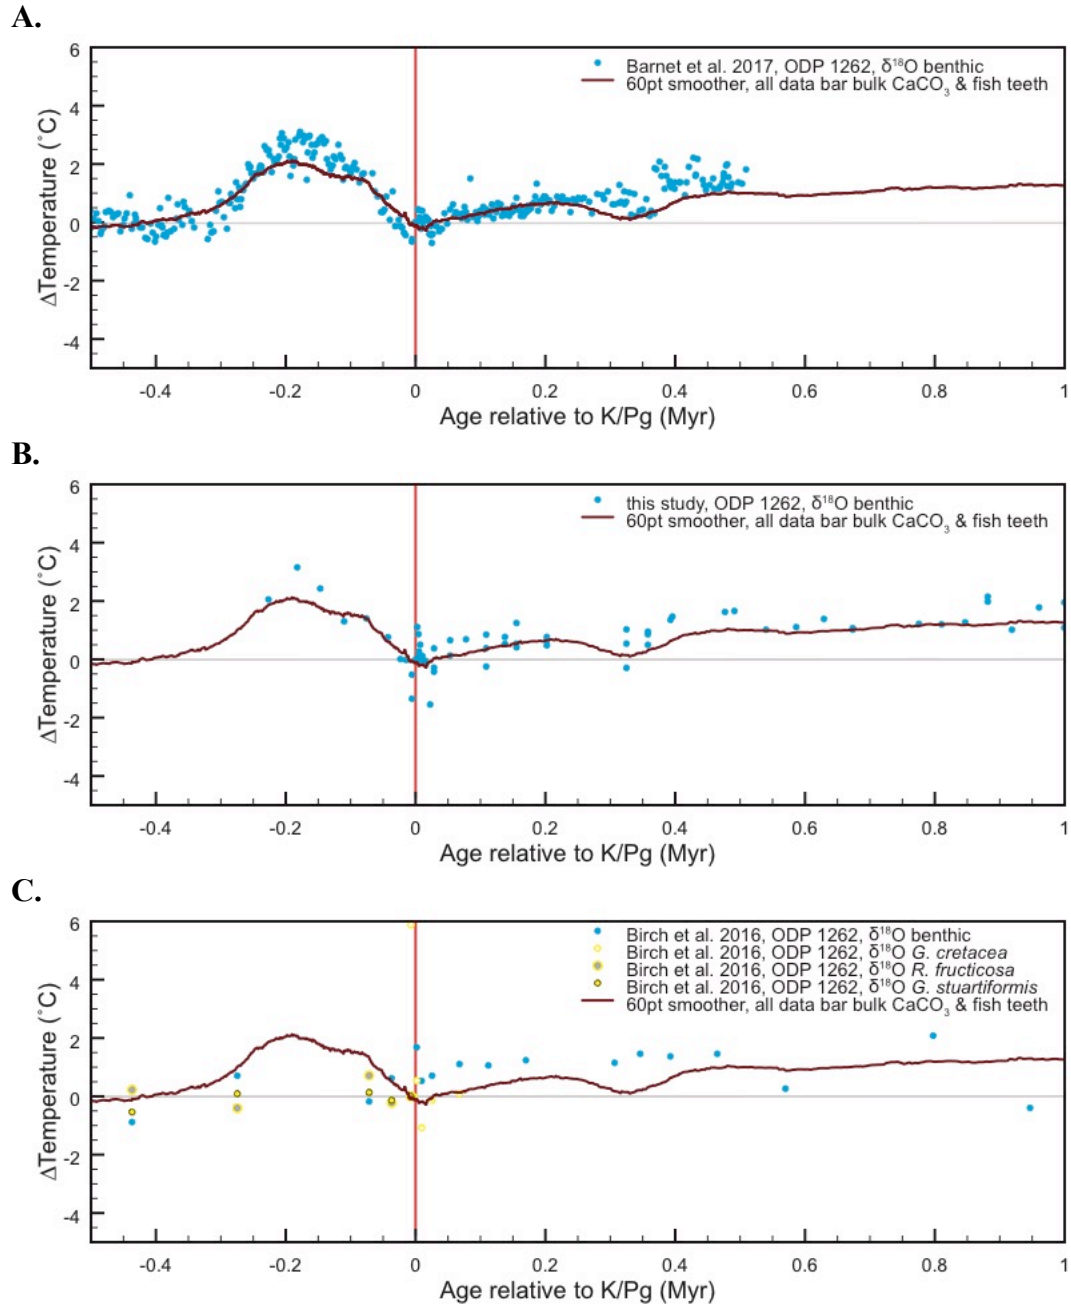 A.
6
Barnet et al. 2017, ODP 1262, δ¹⁸O benthic
60pt smoother, all data bar bulk CaCO₃ & fish teeth
4
2
0
-2
-4
ΔTemperature (˚C)
-0.4 -0.2 0 0.2 0.4 0.6 0.8 1
Age relative to K/Pg (Myr)
B.
6
this study, ODP 1262, δ¹⁸O benthic
60pt smoother, all data bar bulk CaCO₃ & fish teeth
4
2
0
-2
-4
ΔTemperature (˚C)
-0.4 -0.2 0 0.2 0.4 0.6 0.8 1
Age relative to K/Pg (Myr)
C.
6
Birch et al. 2016, ODP 1262, δ¹⁸O benthic
Birch et al. 2016, ODP 1262, δ¹⁸O G. cretacea
Birch et al. 2016, ODP 1262, δ¹⁸O R. fructicosa
Birch et al. 2016, ODP 1262, δ¹⁸O G. stuartiformis
60pt smoother, all data bar bulk CaCO₃ & fish teeth
4
2
0
-2
-4
ΔTemperature (˚C)
-0.4 -0.2 0 0.2 0.4 0.6 0.8 1
Age relative to K/Pg (Myr)